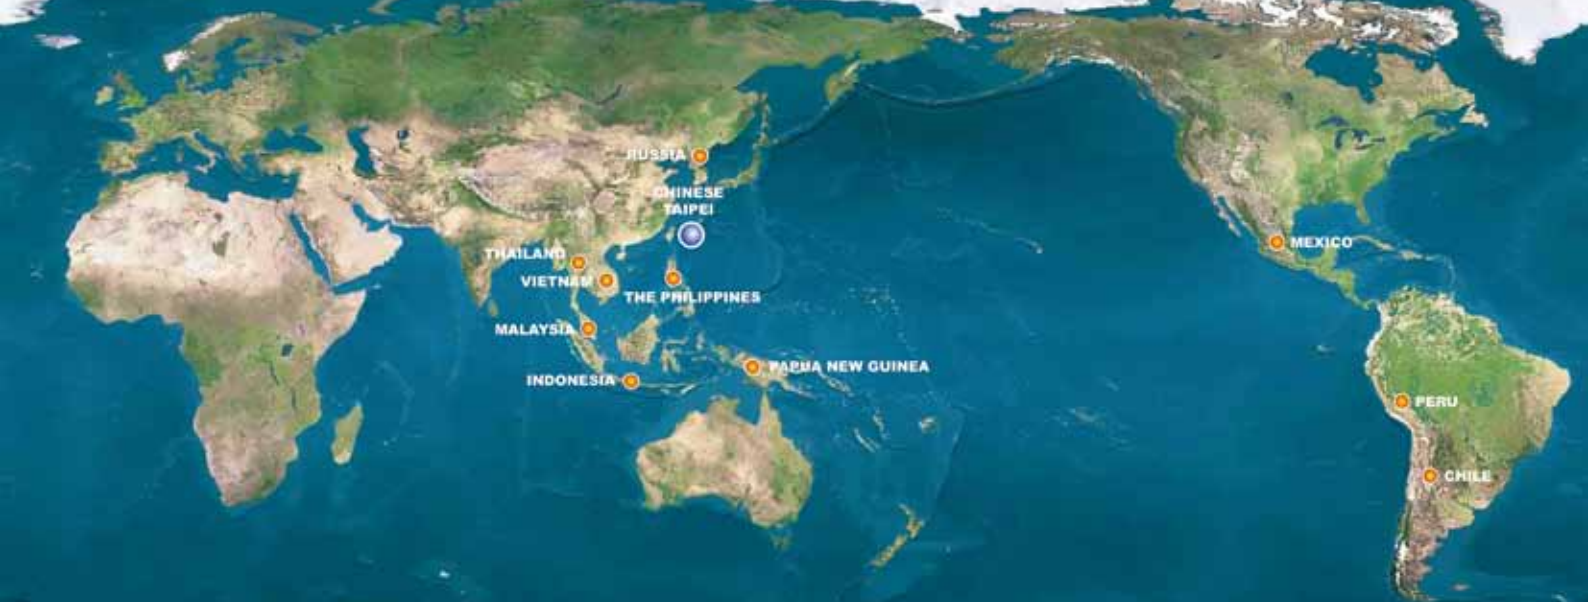 RUSSIA
CHINESE
TAIPEI
THAILAND
VIETNAM
THE PHILIPPINES
MALAYSIA
INDONESIA
PAPUA NEW GUINEA
MEXICO
PERU
CHILE